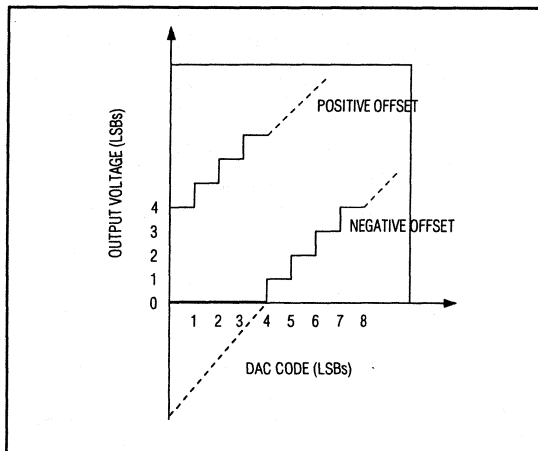 OUTPUT VOLTAGE (LSBs)
POSITIVE OFFSET
NEGATIVE OFFSET
4
3
2
1
0
1 2 3 4 5 6 7 8
DAC CODE (LSBs)